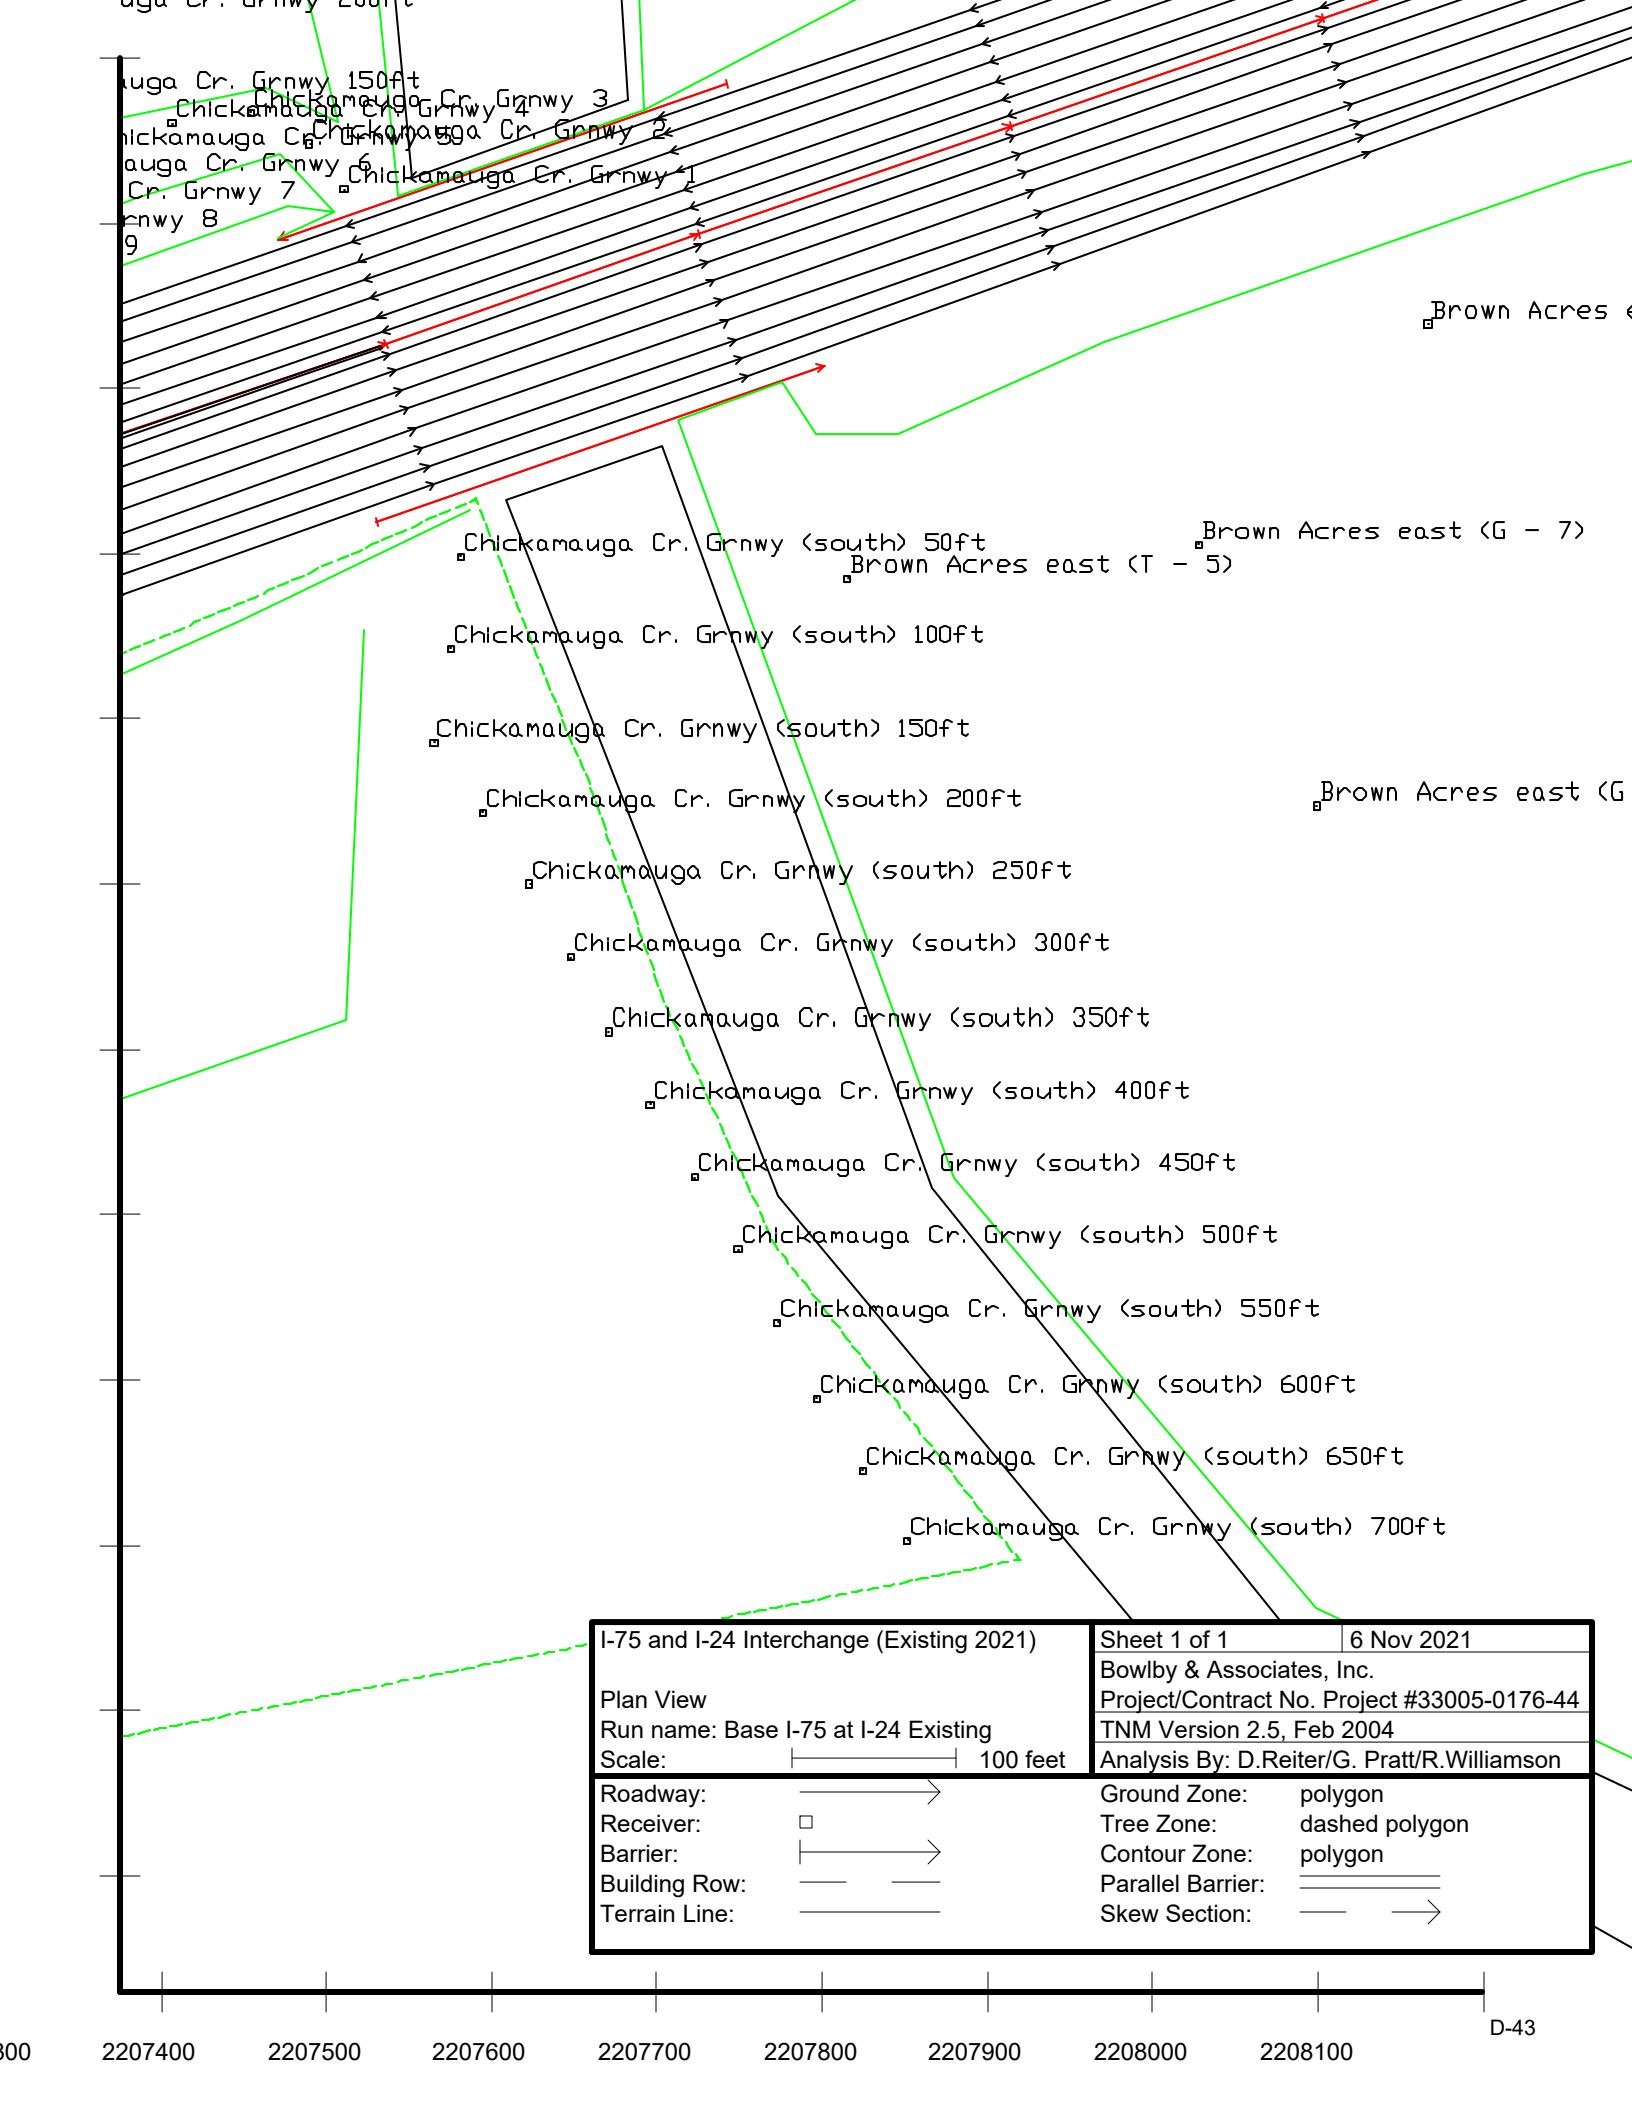 uga Cr. Grnwy 200ft
auga Cr. Grnwy 150ft
Chickamauga Cr. Grnwy 3
Chickamauga Cr. Grnwy 4
Chickamauga Cr. Grnwy 2
hickamauga Cr. Grnwy 5
auga Cr. Grnwy 6
Chickamauga Cr. Grnwy 1
Cr. Grnwy 7
rnwy 8
9
Brown Acres e
Brown Acres east (G - 7)
Chickamauga Cr. Grnwy (south) 50ft
Brown Acres east (T - 5)
Chickamauga Cr. Grnwy (south) 100ft
Chickamauga Cr. Grnwy (south) 150ft
Brown Acres east (G
Chickamauga Cr. Grnwy (south) 200ft
Chickamauga Cr. Grnwy (south) 250ft
Chickamauga Cr. Grnwy (south) 300ft
Chickamauga Cr. Grnwy (south) 350ft
Chickamauga Cr. Grnwy (south) 400ft
Chickamauga Cr. Grnwy (south) 450ft
Chickamauga Cr. Grnwy (south) 500ft
Chickamauga Cr. Grnwy (south) 550ft
Chickamauga Cr. Grnwy (south) 600ft
Chickamauga Cr. Grnwy (south) 650ft
Chickamauga Cr. Grnwy (south) 700ft
I-75 and I-24 Interchange (Existing 2021)
Plan View
Run name: Base I-75 at I-24 Existing
Scale: 100 feet
Sheet 1 of 1 6 Nov 2021
Bowlby & Associates, Inc.
Project/Contract No. Project #33005-0176-44
TNM Version 2.5, Feb 2004
Analysis By: D.Reiter/G. Pratt/R.Williamson
Roadway:
Receiver:
Barrier:
Building Row:
Terrain Line:
Ground Zone: polygon
Tree Zone: dashed polygon
Contour Zone: polygon
Parallel Barrier:
Skew Section:
D-43
300 2207400 2207500 2207600 2207700 2207800 2207900 2208000 2208100